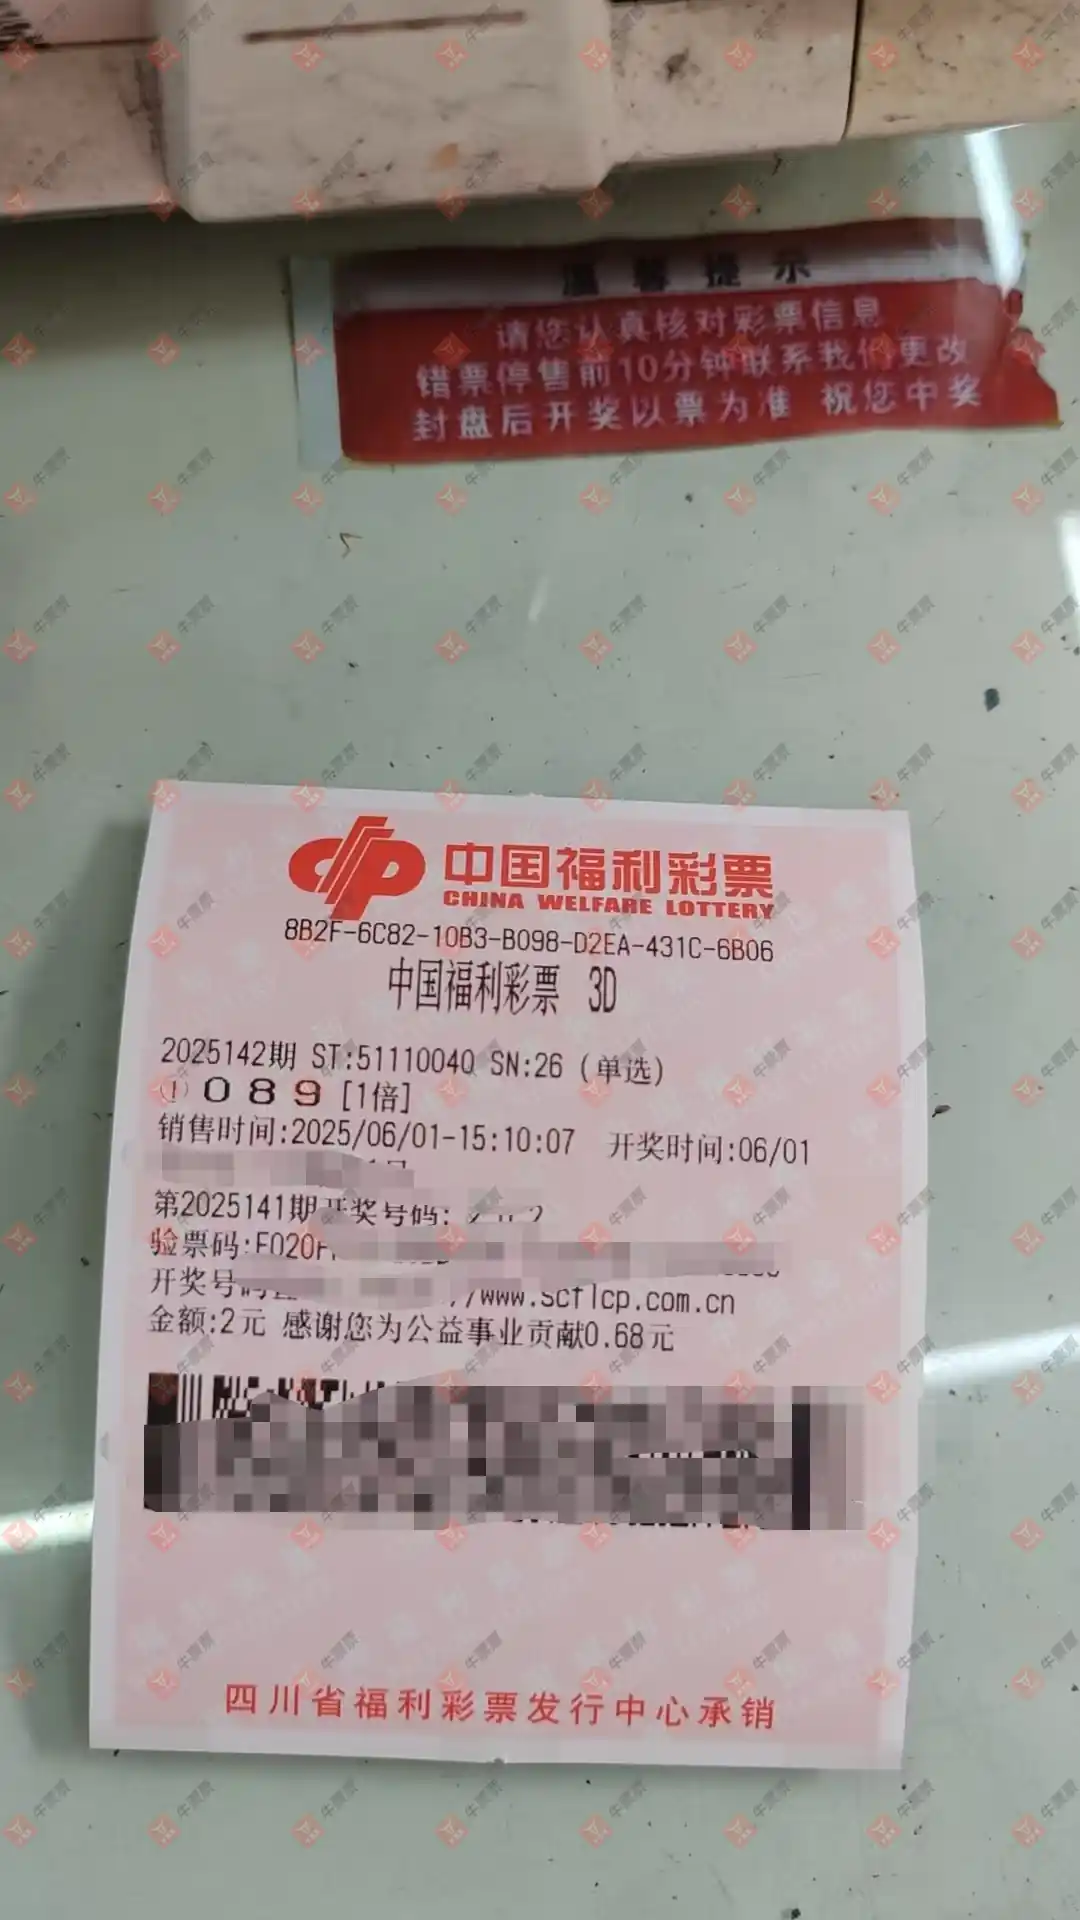 温馨提示
请您认真核对彩票信息
错票停售前10分钟联系我们更改
封盘后开奖以票为准 祝您中奖
中国福利彩票
CHINA WELFARE LOTTERY
8B2F-6C82-10B3-B098-D2EA-431C-6B06
中国福利彩票 3D
2025142期 ST:51110040 SN:26 (单选)
① 0 8 9 [1倍]
销售时间:2025/06/01-15:10:07 开奖时间:06/01
第2025141期开奖号码:
验票码:
开奖号 www.scflcp.com.cn
金额:2元 感谢您为公益事业贡献0.68元
四川省福利彩票发行中心承销
牛票票